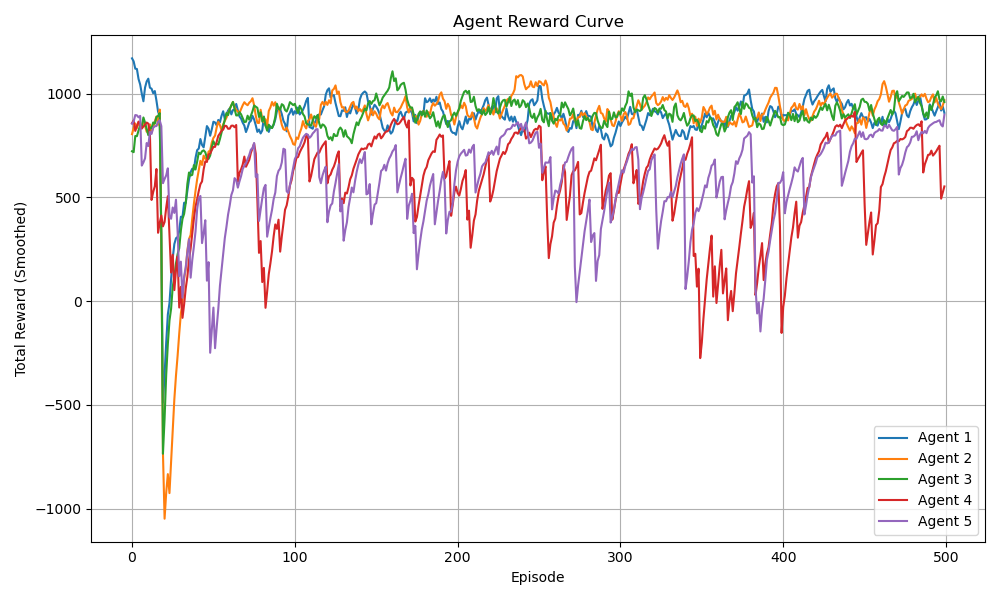 Agent Reward Curve
Total Reward (Smoothed)
1000
500
0
−500
−1000
0 100 200 300 400 500
Episode
Agent 1
Agent 2
Agent 3
Agent 4
Agent 5